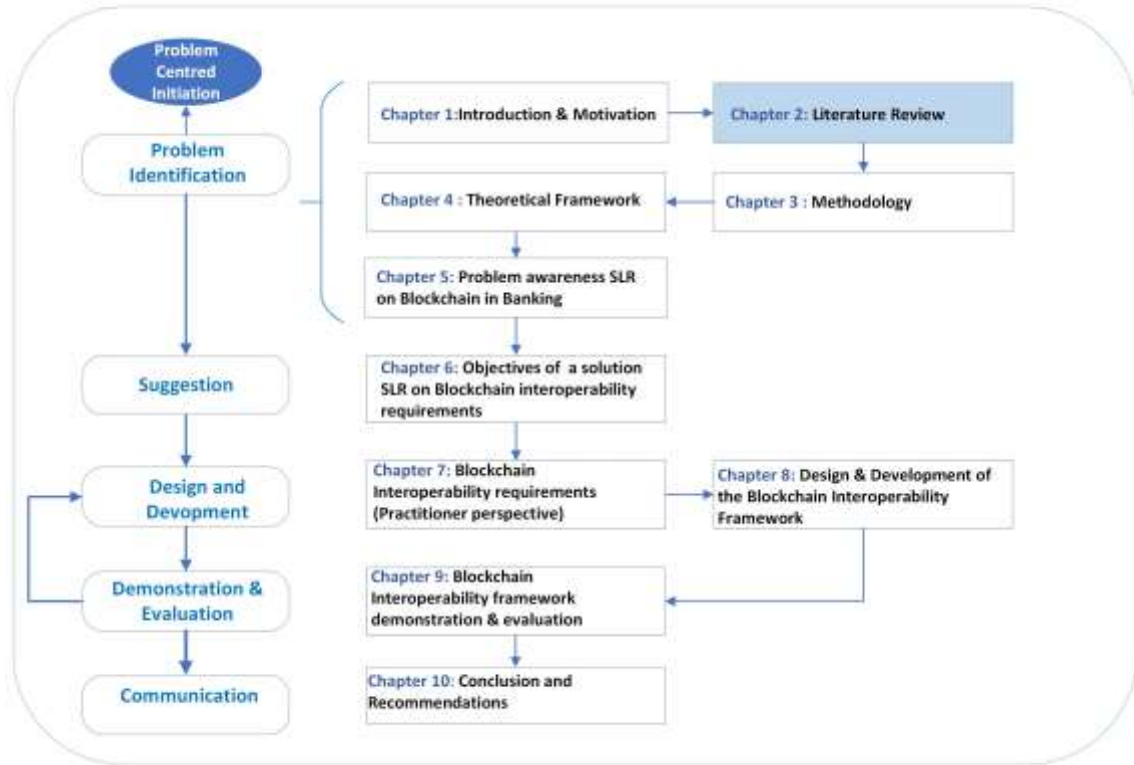 Problem
Centred
Initiation
Problem
Identification
Suggestion
Design and
Devopment
Demonstration &
Evaluation
Communication
Chapter 1:Introduction & Motivation
Chapter 2: Literature Review
Chapter 4 : Theoretical Framework
Chapter 3 : Methodology
Chapter 5: Problem awareness SLR
on Blockchain in Banking
Chapter 6: Objectives of a solution
SLR on Blockchain interoperability
requirements
Chapter 7: Blockchain
Interoperability requirements
(Practitioner perspective)
Chapter 8: Design & Development of
the Blockchain Interoperability
Framework
Chapter 9: Blockchain
Interoperability framework
demonstration & evaluation
Chapter 10: Conclusion and
Recommendations